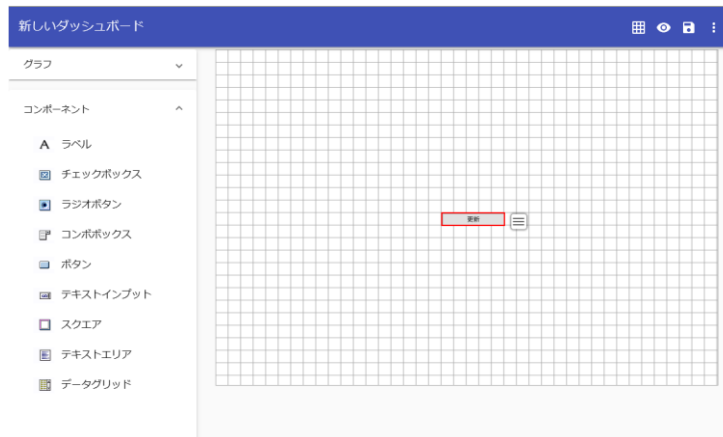 新しいダッシュボード
グラフ
コンポーネント
A ラベル
チェックボックス
ラジオボタン
コンボボックス
ボタン
テキストインプット
スクエア
テキストエリア
データグリッド
更新